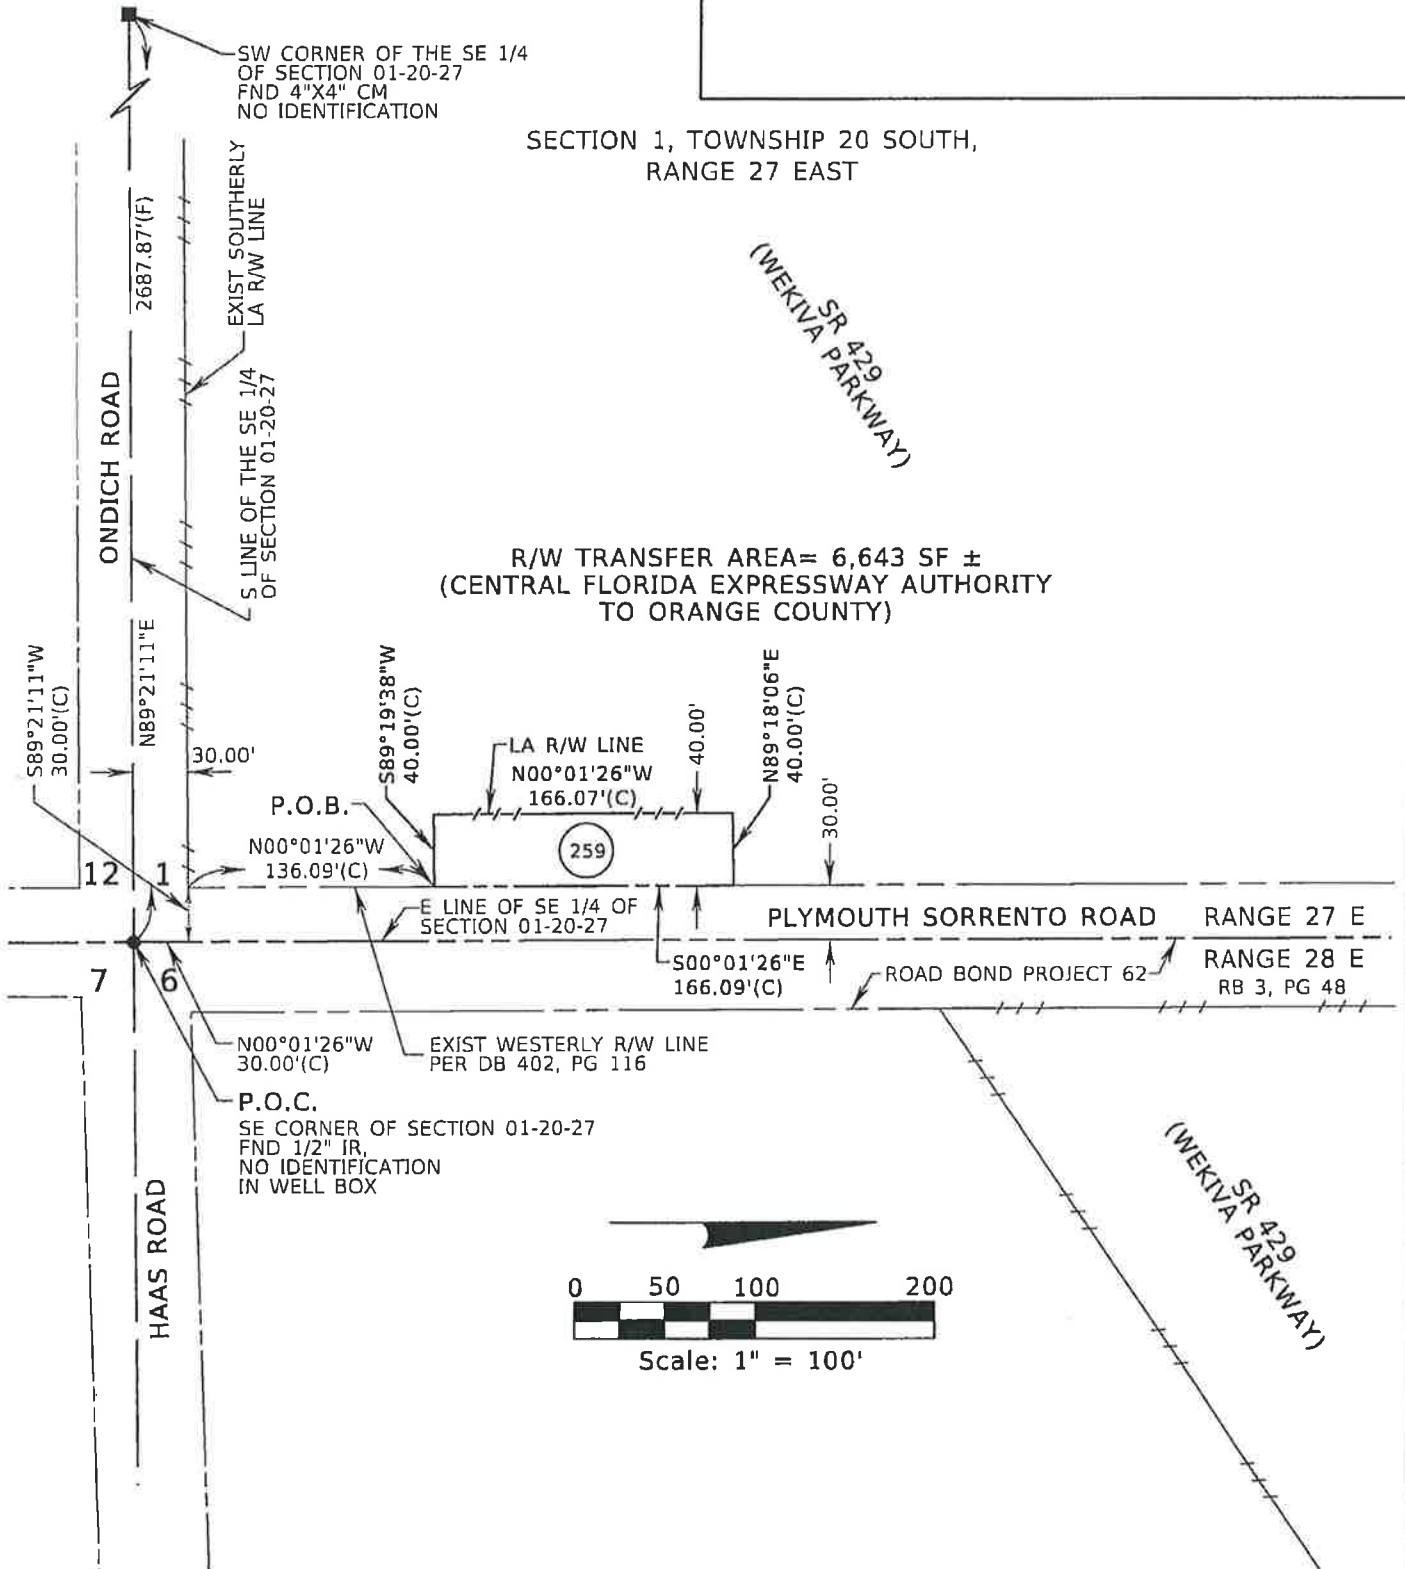 SW CORNER OF THE SE 1/4
OF SECTION 01-20-27
FND 4"X4" CM
NO IDENTIFICATION
SECTION 1, TOWNSHIP 20 SOUTH,
RANGE 27 EAST
2687.87'(F)
EXIST SOUTHERLY
LA R/W LINE
SR 429
(WEKIVA PARKWAY)
ONDICH ROAD
S LINE OF THE SE 1/4
OF SECTION 01-20-27
R/W TRANSFER AREA= 6,643 SF ±
(CENTRAL FLORIDA EXPRESSWAY AUTHORITY
TO ORANGE COUNTY)
S89°21'11"W
30.00'(C)
N89°21'11"E
30.00'
S89°19'38"W
40.00'(C)
LA R/W LINE
N00°01'26"W
166.07'(C)
40.00'
N89°18'06"E
40.00'(C)
30.00'
P.O.B.
N00°01'26"W
136.09'(C)
259
12
1
E LINE OF SE 1/4 OF
SECTION 01-20-27
PLYMOUTH SORRENTO ROAD
RANGE 27 E
7
6
S00°01'26"E
166.09'(C)
ROAD BOND PROJECT 62
RANGE 28 E
RB 3, PG 48
N00°01'26"W
30.00'(C)
EXIST WESTERLY R/W LINE
PER DB 402, PG 116
P.O.C.
SE CORNER OF SECTION 01-20-27
FND 1/2" IR,
NO IDENTIFICATION
IN WELL BOX
HAAS ROAD
SR 429
(WEKIVA PARKWAY)
0 50 100 200
Scale: 1" = 100'